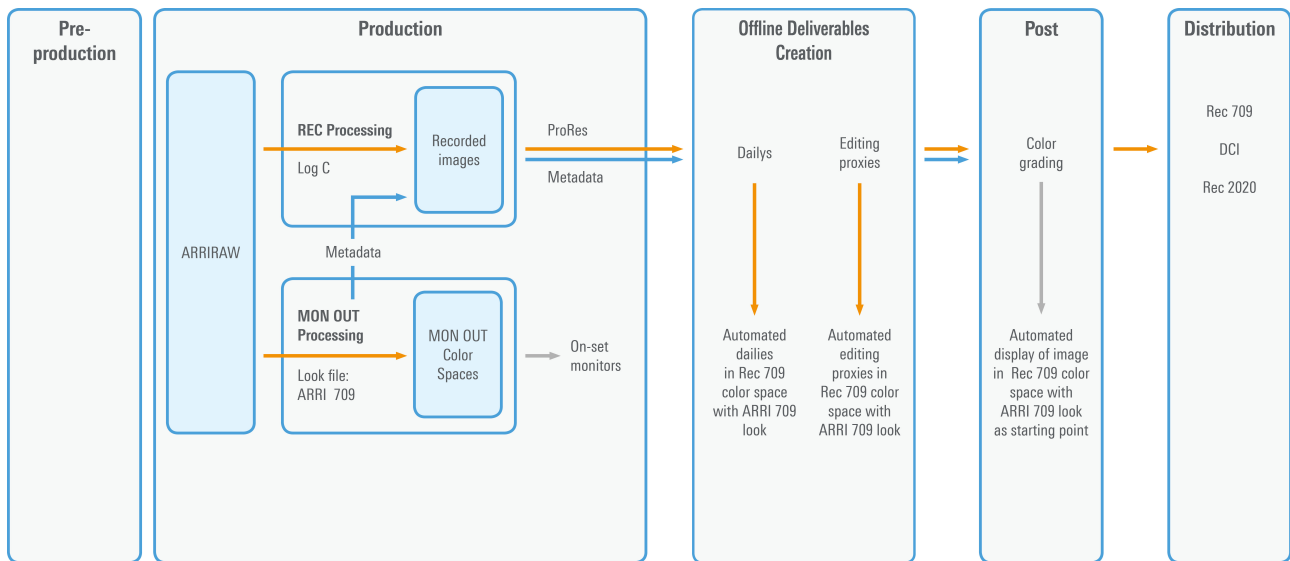 Pre-
production
Production
ARRIRAW
REC Processing
Log C
Recorded
images
Metadata
MON OUT
Processing
Look file:
ARRI  709
MON OUT
Color
Spaces
On-set
monitors
ProRes
Metadata
Offline Deliverables
Creation
Dailys
Editing
proxies
Automated
dailies
in Rec 709
color space
with ARRI 709
look
Automated
editing
proxies in
Rec 709 color
space with
ARRI 709 look
Post
Color
grading
Automated
display of image
in  Rec 709 color
space with
ARRI 709 look
as starting point
Distribution
Rec 709
DCI
Rec 2020